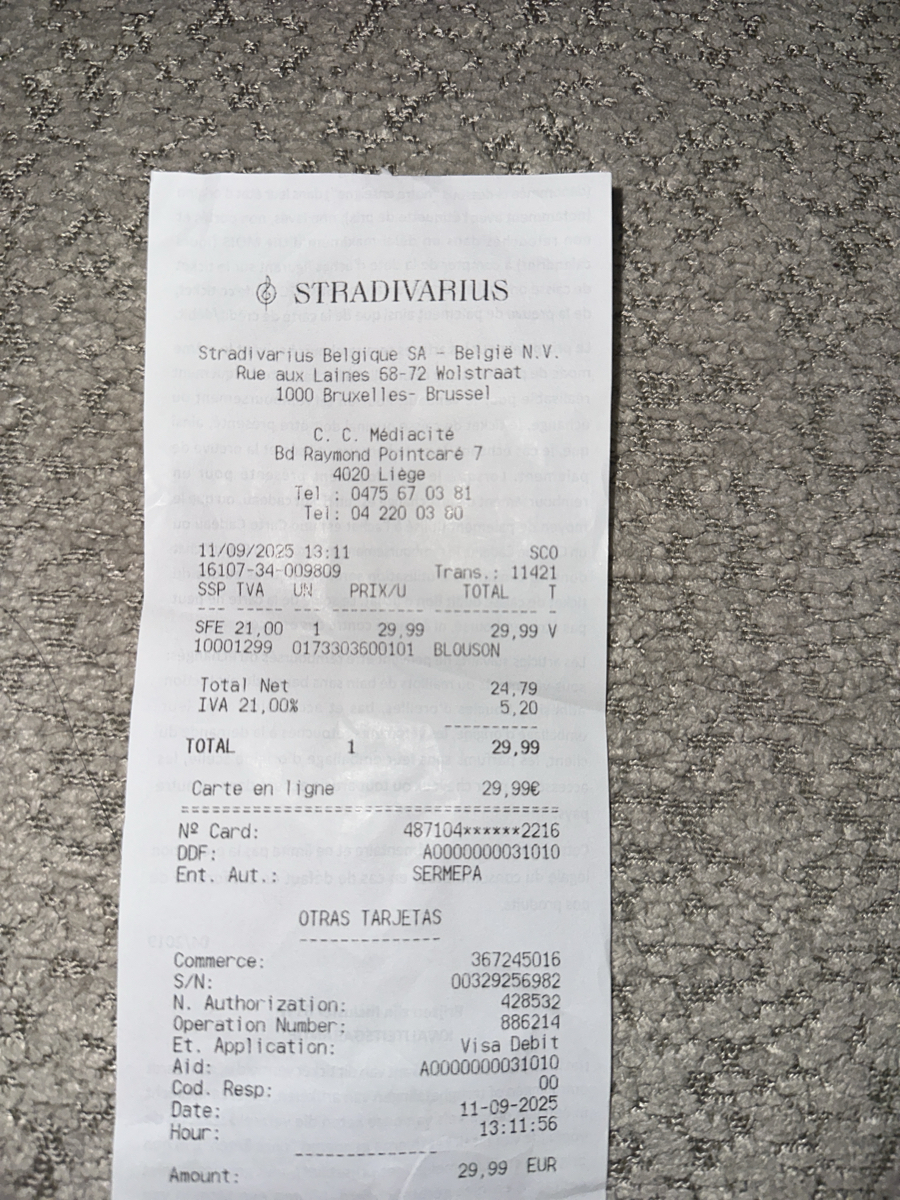 STRADIVARIUS
Stradivarius Belgique SA - België N.V.
Rue aux Laines 68-72 Wolstraat
1000 Bruxelles- Brussel
C. C. Médiacité
Bd Raymond Pointcaré 7
4020 Liège
Tel : 0475 67 03 81
Tel: 04 220 03 80
11/09/2025 13:11 SCO
16107-34-009809 Trans.: 11421
SSP TVA UN PRIX/U TOTAL T
SFE 21,00 1 29,99 29,99 V
10001299 0173303600101 BLOUSON
Total Net 24,79
IVA 21,00% 5,20
TOTAL 1 29,99
Carte en ligne 29,99€
Nº Card: 487104******2216
DDF: A0000000031010
Ent. Aut.: SERMEPA
OTRAS TARJETAS
Commerce: 367245016
S/N: 00329256982
N. Authorization: 428532
Operation Number: 886214
Et. Application: Visa Debit
Aid: A0000000031010
Cod. Resp: 00
Date: 11-09-2025
Hour: 13:11:56
Amount: 29,99 EUR